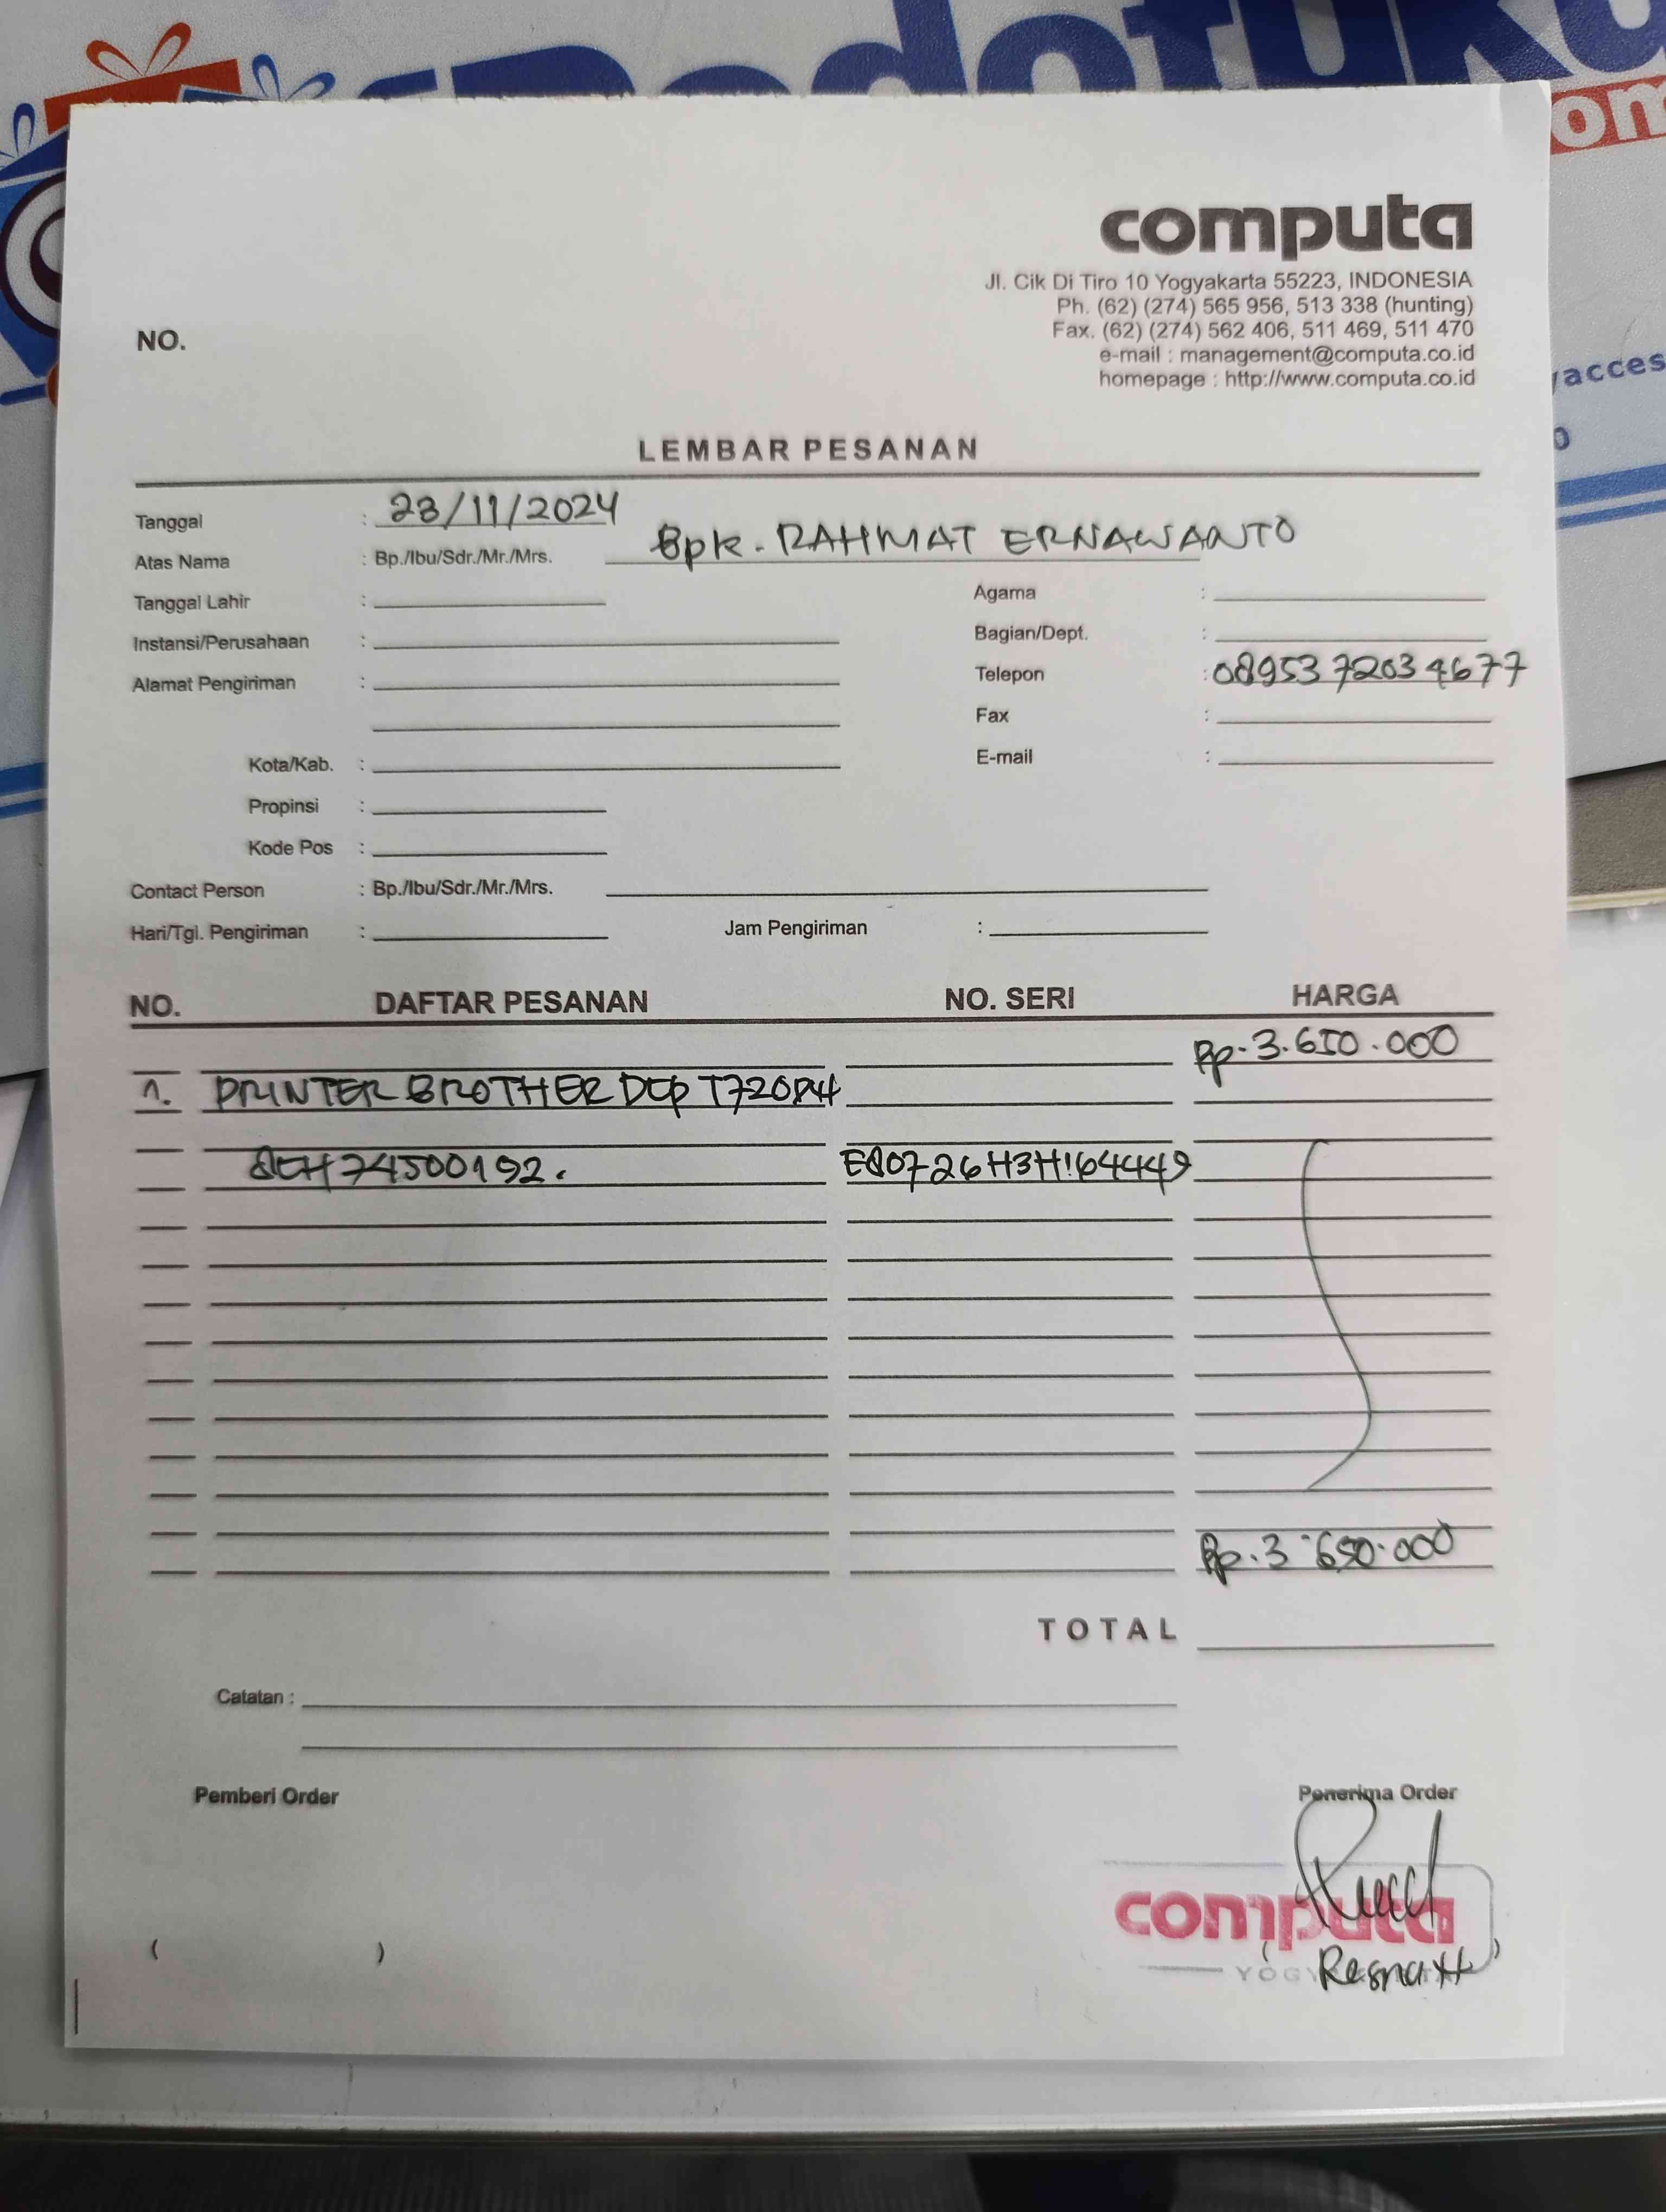 computa
Jl. Cik Di Tiro 10 Yogyakarta 55223, INDONESIA
Ph. (62) (274) 565 956, 513 338 (hunting)
Fax. (62) (274) 562 406, 511 469, 511 470
e-mail : management@computa.co.id
homepage : http://www.computa.co.id
NO.
LEMBAR PESANAN
Tanggal : 23/11/2024
Atas Nama : Bp./Ibu/Sdr./Mr./Mrs. Bpk. RAHMAT ERNAWANTO
Tanggal Lahir : Agama :
Instansi/Perusahaan : Bagian/Dept. :
Alamat Pengiriman : Telepon : 0895372034677
Fax :
Kota/Kab. : E-mail :
Propinsi :
Kode Pos :
Contact Person : Bp./Ibu/Sdr./Mr./Mrs.
Hari/Tgl. Pengiriman : Jam Pengiriman :
NO. DAFTAR PESANAN NO. SERI HARGA
Rp. 3.650.000
1. PRINTER BROTHER DCP
Rp. 3.650.000
TOTAL
Catatan :
Pemberi Order Penerima Order
computa
( ) ( )